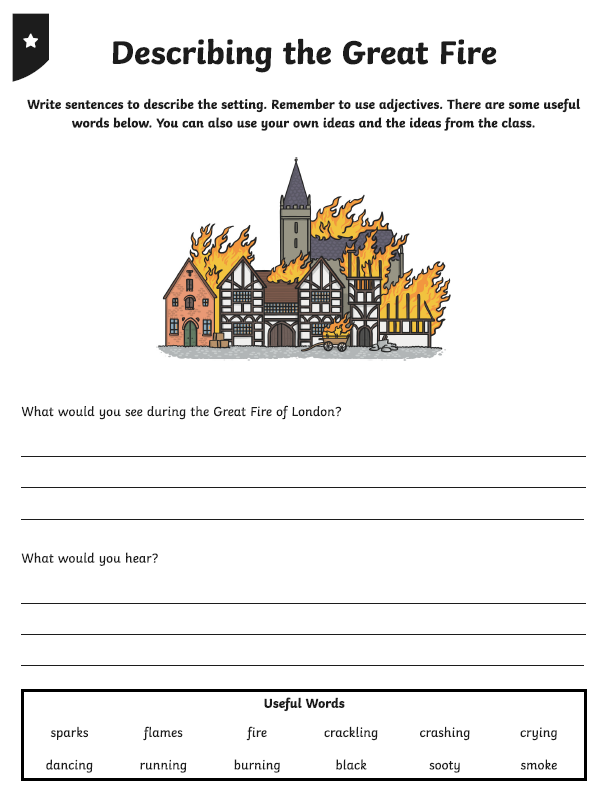 Describing the Great Fire
Write sentences to describe the setting. Remember to use adjectives. There are some useful
words below. You can also use your own ideas and the ideas from the class.
What would you see during the Great Fire of London?
What would you hear?
Useful Words
sparks flames fire crackling crashing crying
dancing running burning black sooty smoke